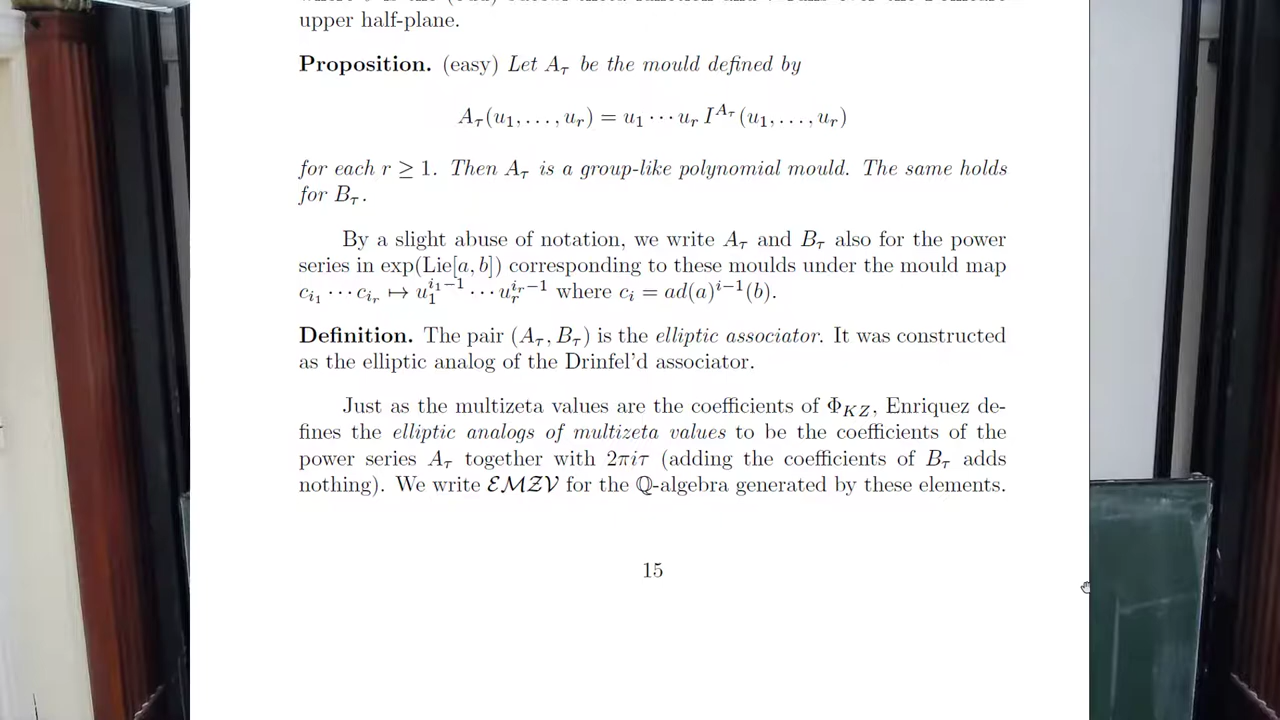 upper half-plane.
Proposition. (easy) Let A_τ be the mould defined by
A_τ(u_1, . . . , u_r) = u_1 ··· u_r I^{A_τ}(u_1, . . . , u_r)
for each r ≥ 1. Then A_τ is a group-like polynomial mould. The same holds
for B_τ.
By a slight abuse of notation, we write A_τ and B_τ also for the power
series in exp(Lie[a, b]) corresponding to these moulds under the mould map
c_{i_1} ··· c_{i_r} ↦ u_1^{i_1−1} ··· u_r^{i_r−1} where c_i = ad(a)^{i−1}(b).
Definition. The pair (A_τ, B_τ) is the elliptic associator. It was constructed
as the elliptic analog of the Drinfel'd associator.
Just as the multizeta values are the coefficients of Φ_{KZ}, Enriquez de-
fines the elliptic analogs of multizeta values to be the coefficients of the
power series A_τ together with 2πiτ (adding the coefficients of B_τ adds
nothing). We write ℰℳ𝒵𝒱 for the ℚ-algebra generated by these elements.
15